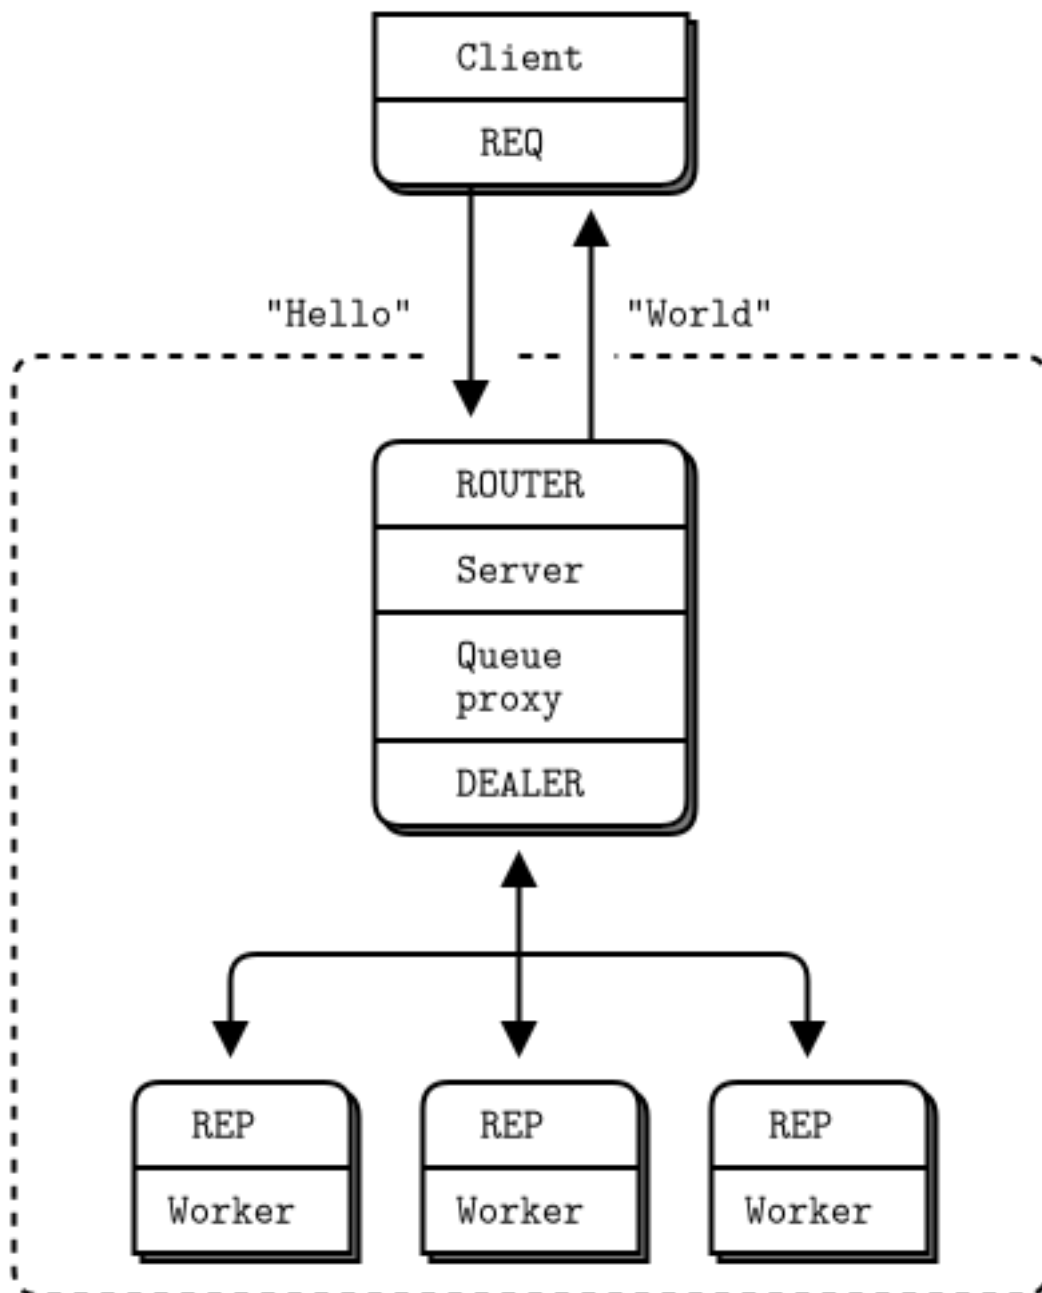 Client
REQ
"Hello"
"World"
ROUTER
Server
Queue
proxy
DEALER
REP
REP
REP
Worker
Worker
Worker